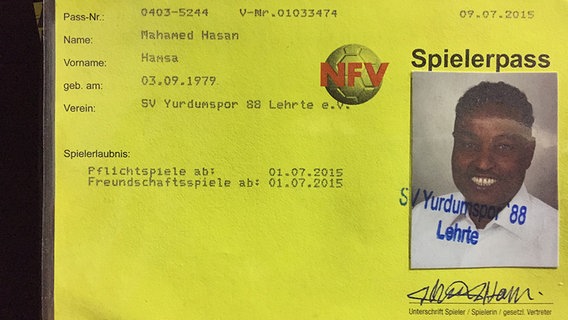 Pass-Nr.: 0403-5244 V-Nr.01033474 09.07.2015
Name: Mahamed Hasan
Vorname: Hamsa
geb. am: 03.09.1979
Verein: SV Yurdumspor 88 Lehrte e.V.
NFV
Spielerpass
Spielerlaubnis:
Pflichtspiele ab: 01.07.2015
Freundschaftsspiele ab: 01.07.2015
SV Yurdumspor '88
Lehrte
Unterschrift Spieler / Spielerin / gesetzl. Vertreter